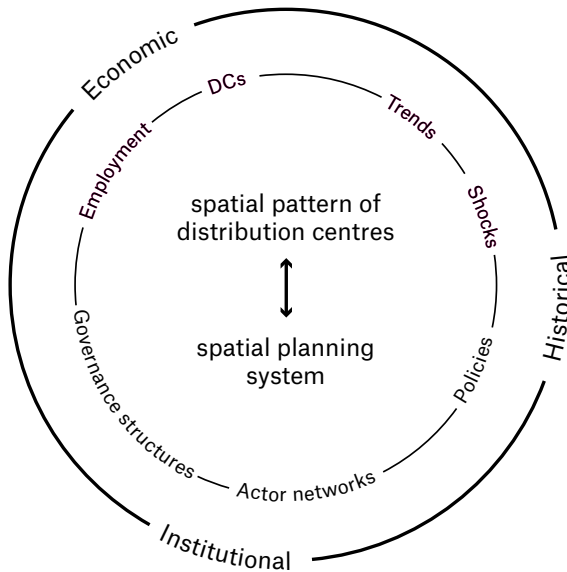 Economic
DCs
Trends
Employment
Shocks
spatial pattern of
distribution centres
Historical
spatial planning
system
Governance structures
Policies
Actor networks
Institutional